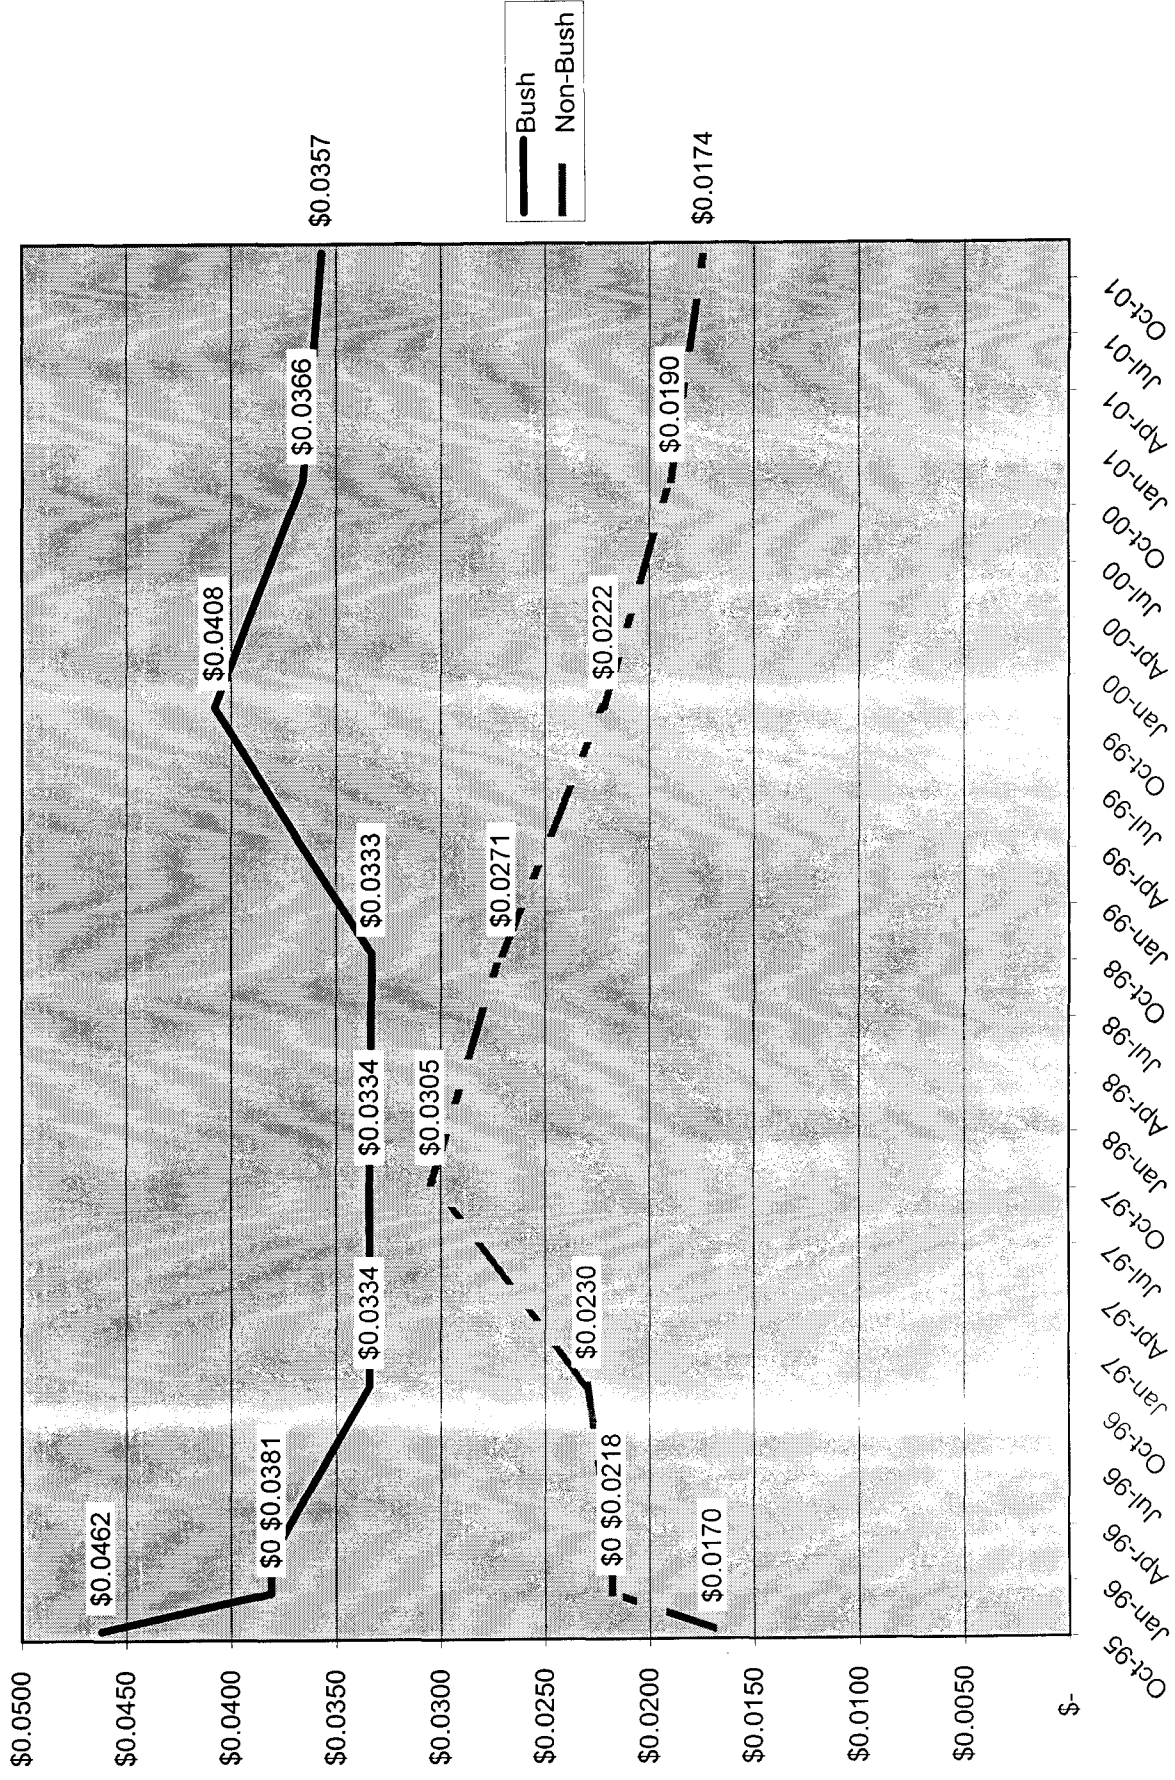 $0.0500
$0.0450
$0.0400
$0.0350
$0.0300
$0.0250
$0.0200
$0.0150
$0.0100
$0.0050
$-
$0.0462
$0 $0.0381
$0.0334
$0.0334
$0.0333
$0.0408
$0.0366
$0.0357
$0.0170
$0 $0.0218
$0.0230
$0.0305
$0.0271
$0.0222
$0.0190
$0.0174
Oct-95
Jan-96
Apr-96
Jul-96
Oct-96
Jan-97
Apr-97
Jul-97
Oct-97
Jan-98
Apr-98
Jul-98
Oct-98
Jan-99
Apr-99
Jul-99
Oct-99
Jan-00
Apr-00
Jul-00
Oct-00
Jan-01
Apr-01
Jul-01
Oct-01
Bush
Non-Bush